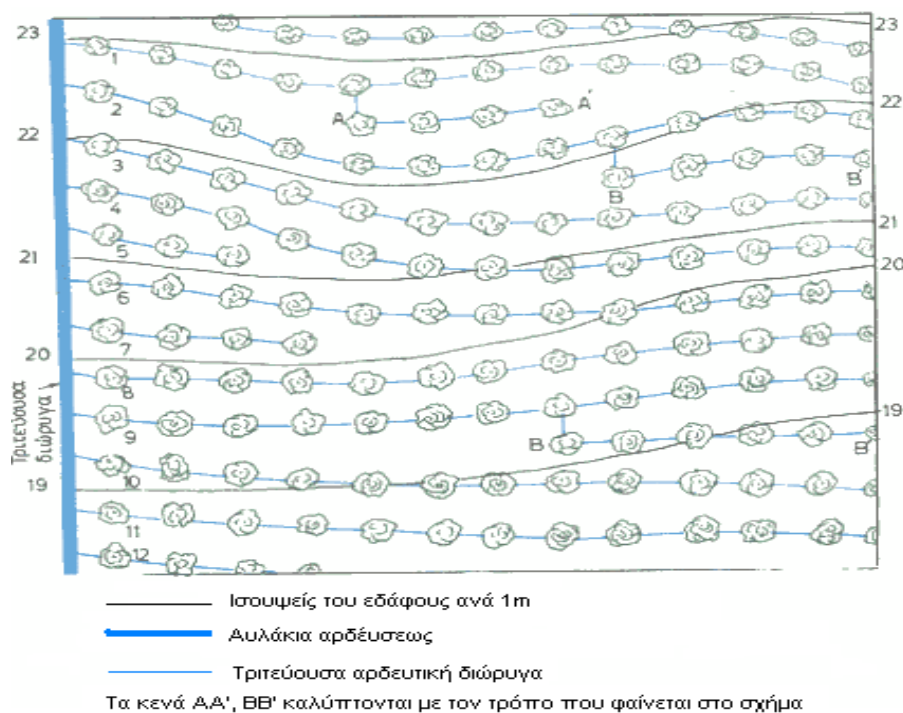 23
23
1
2
22
22
A
A'
3
B
B'
4
21
5
21
20
6
7
20
8
19
9
B
B'
10
19
11
12
Τριτεύουσα
διώρυγα
Ισουψείς του εδάφους ανά 1m
Αυλάκια αρδέυσεως
Τριτεύουσα αρδευτική διώρυγα
Τα κενά ΑΑ', ΒΒ' καλύπτονται με τον τρόπο που φαίνεται στο σχήμα